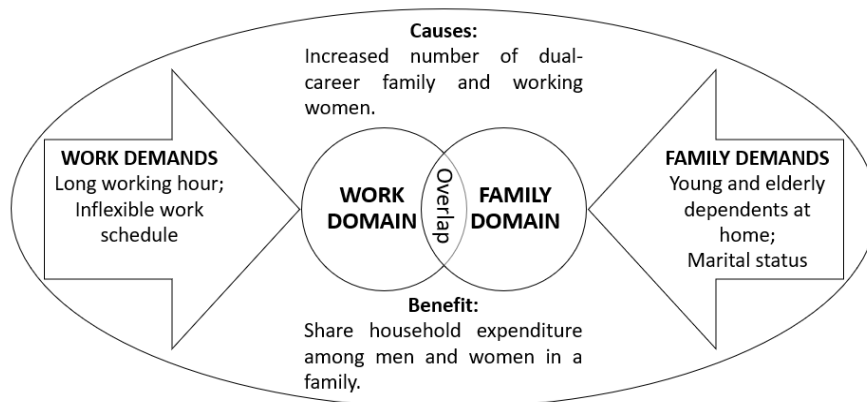 Causes:
Increased number of dual-
career family and working
women.
WORK DEMANDS
Long working hour;
Inflexible work
schedule
WORK
DOMAIN
Overlap
FAMILY
DOMAIN
FAMILY DEMANDS
Young and elderly
dependents at
home;
Marital status
Benefit:
Share household expenditure
among men and women in a
family.